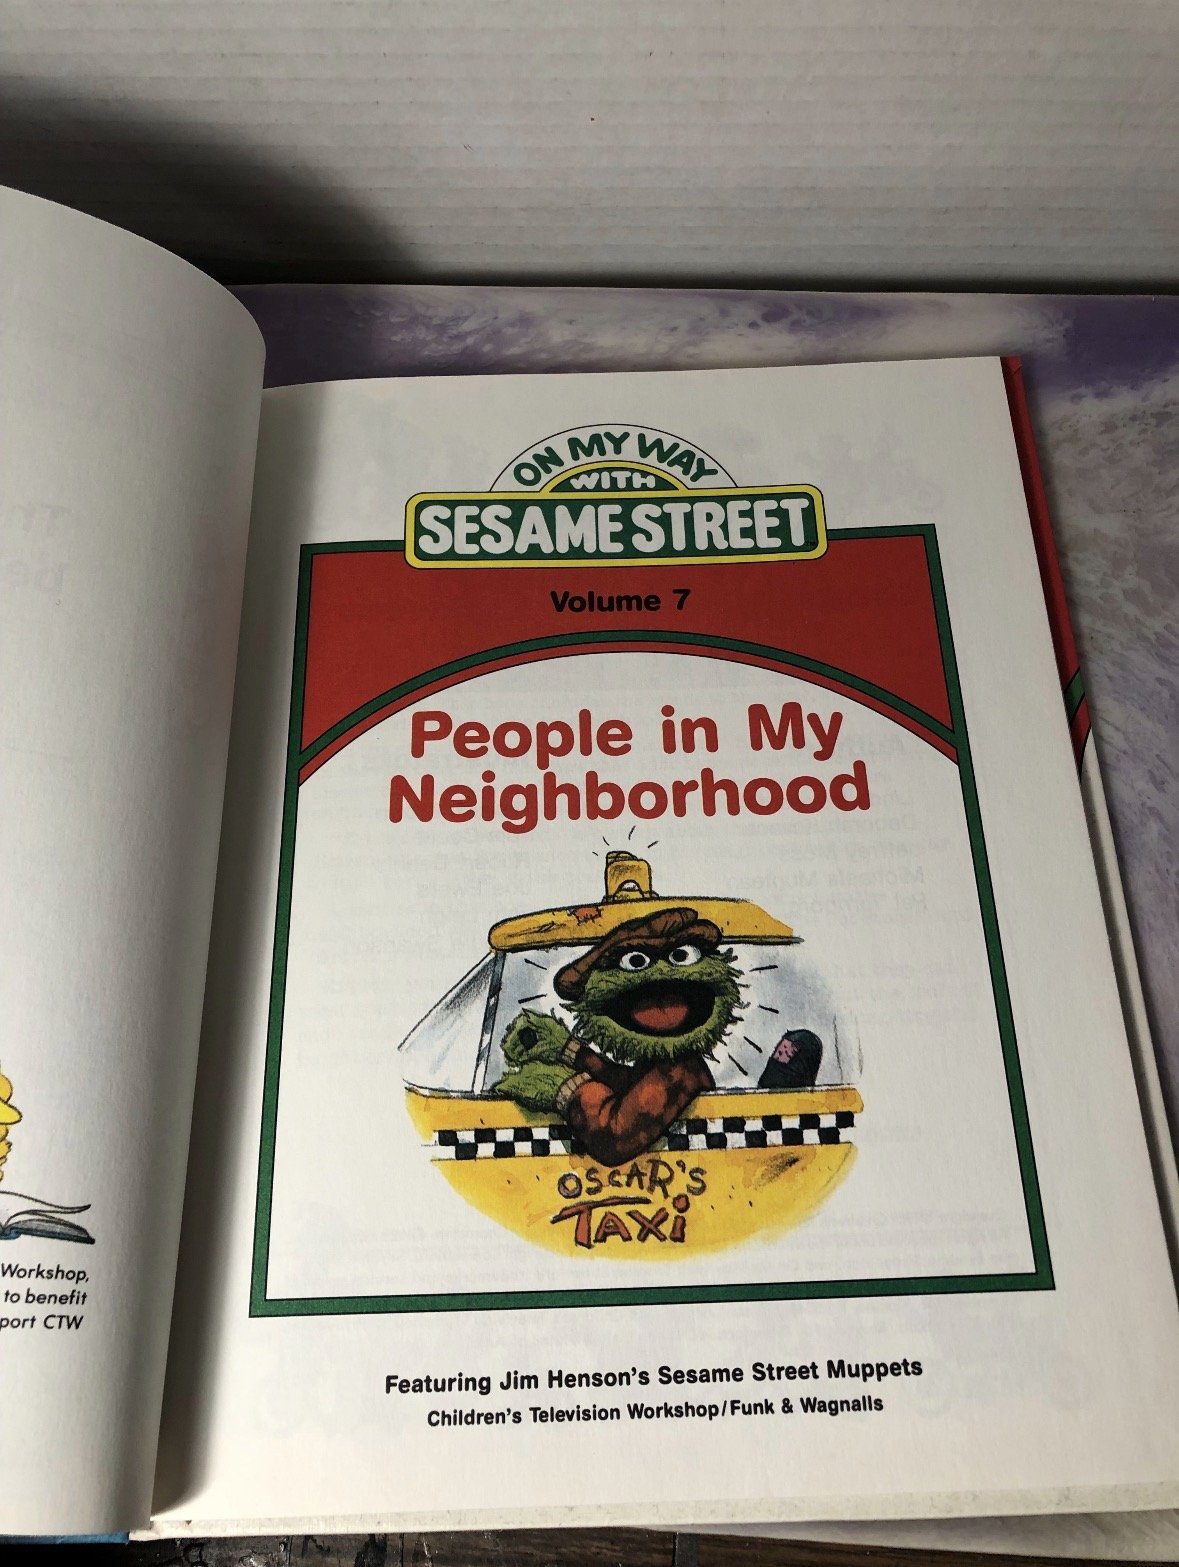 Workshop,
to benefit
port CTW
ON MY WAY
WITH
SESAME STREET
Volume 7
People in My
Neighborhood
OSCAR'S
TAXi
Featuring Jim Henson's Sesame Street Muppets
Children's Television Workshop/Funk & Wagnalls